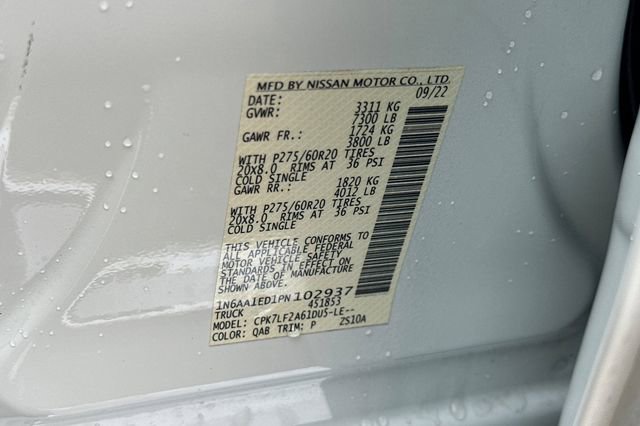 MFD BY NISSAN MOTOR CO., LTD.
DATE: 09/22
GVWR: 3311 KG
7300 LB
GAWR FR.: 1724 KG
3800 LB
WITH P275/60R20 TIRES
20X8.0 RIMS AT 36 PSI
COLD SINGLE
GAWR RR.: 1820 KG
4012 LB
WITH P275/60R20 TIRES
20X8.0 RIMS AT 36 PSI
COLD SINGLE
THIS VEHICLE CONFORMS TO
ALL APPLICABLE FEDERAL
MOTOR VEHICLE SAFETY
STANDARDS IN EFFECT ON
THE DATE OF MANUFACTURE
SHOWN ABOVE.
1N6AA1ED1PN102937
TRUCK 451853
MODEL: CPK7LF2A61DU5-LE--
COLOR: QAB TRIM: P 2S10A